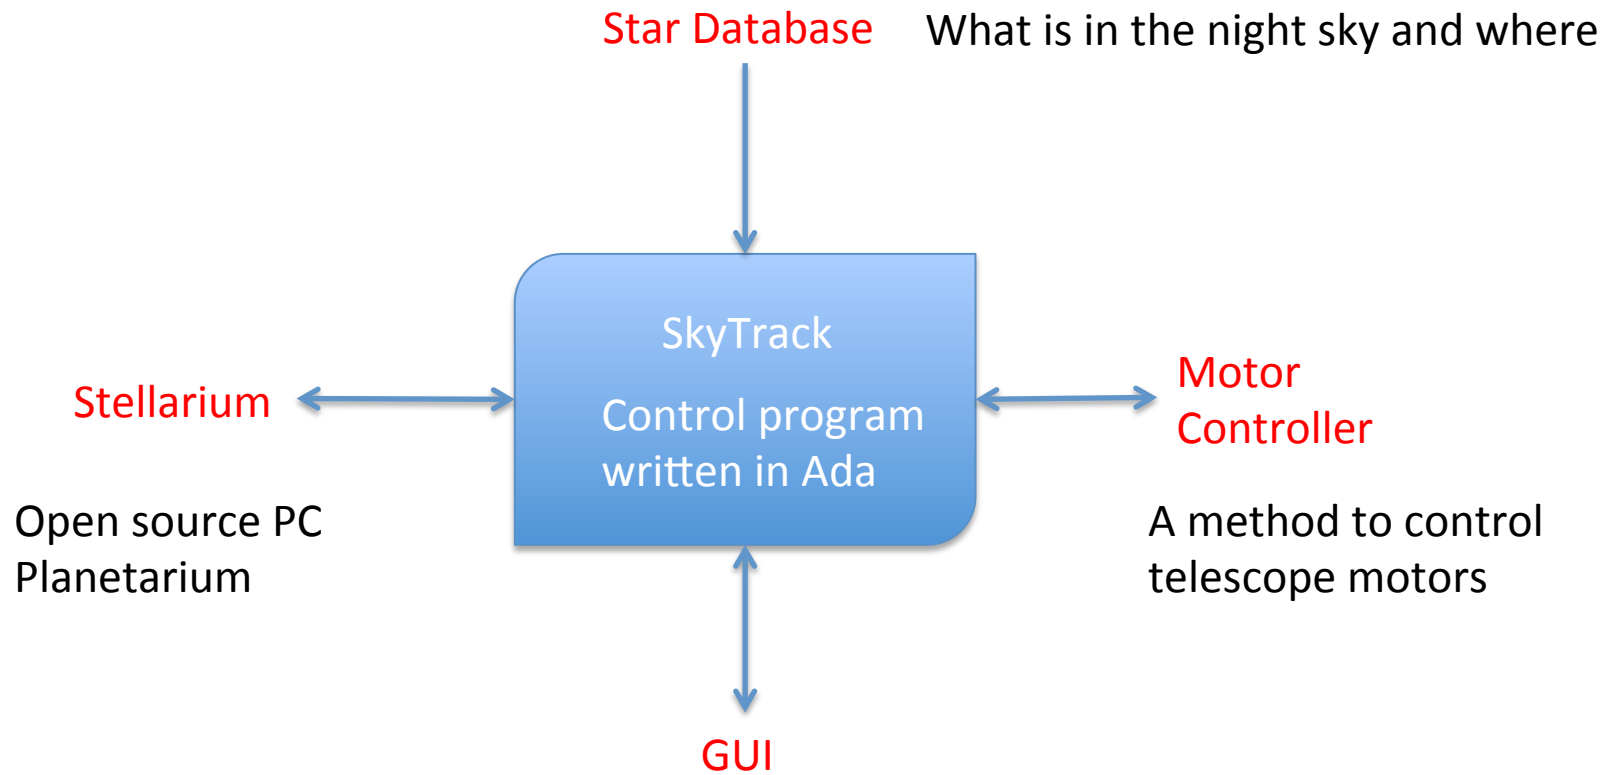 Star Database
What is in the night sky and where
SkyTrack
Control program
written in Ada
Stellarium
Motor
Controller
Open source PC
Planetarium
A method to control
telescope motors
GUI